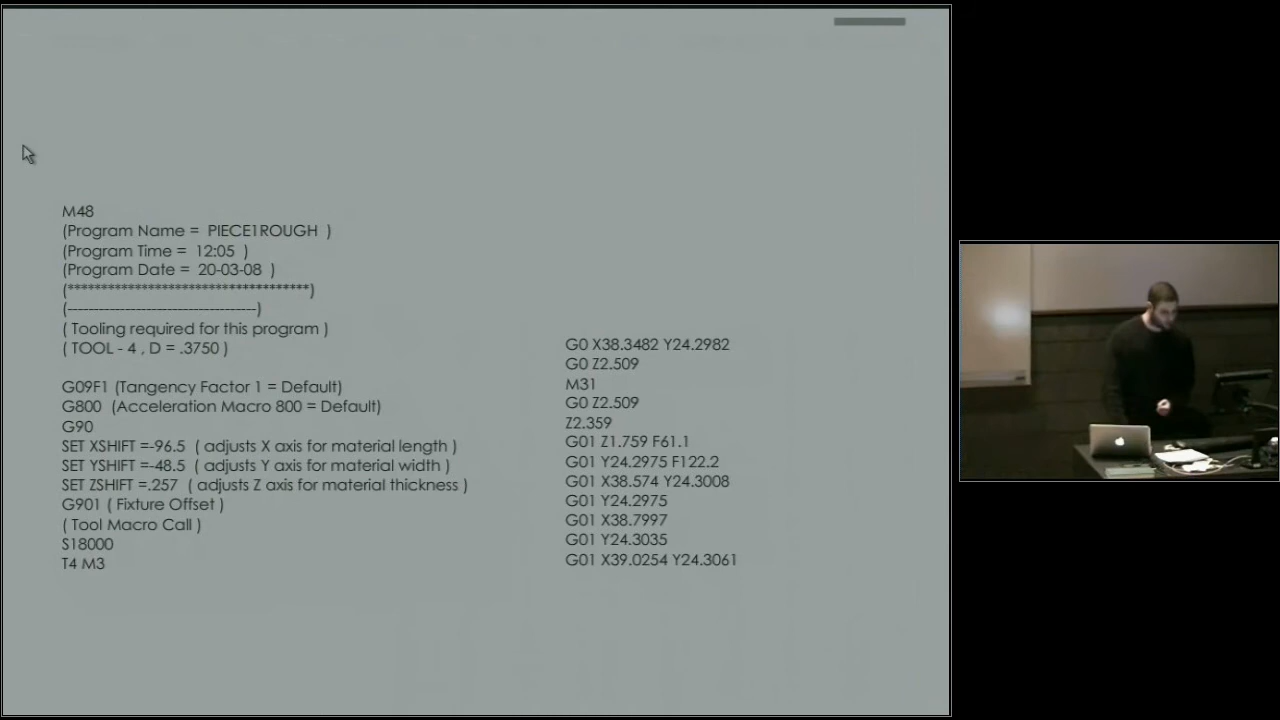 M48
(Program Name =  PIECE1ROUGH  )
(Program Time =  12:05  )
(Program Date =  20-03-08  )
(************************************)
(-----------------------------------)
( Tooling required for this program )
( TOOL - 4 , D = .3750 )
G09F1 (Tangency Factor 1 = Default)
G800  (Acceleration Macro 800 = Default)
G90
SET XSHIFT =-96.5  ( adjusts X axis for material length )
SET YSHIFT =-48.5  ( adjusts Y axis for material width )
SET ZSHIFT =.257  ( adjusts Z axis for material thickness )
G901 ( Fixture Offset )
( Tool Macro Call )
S18000
T4 M3
G0 X38.3482 Y24.2982
G0 Z2.509
M31
G0 Z2.509
Z2.359
G01 Z1.759 F61.1
G01 Y24.2975 F122.2
G01 X38.574 Y24.3008
G01 Y24.2975
G01 X38.7997
G01 Y24.3035
G01 X39.0254 Y24.3061